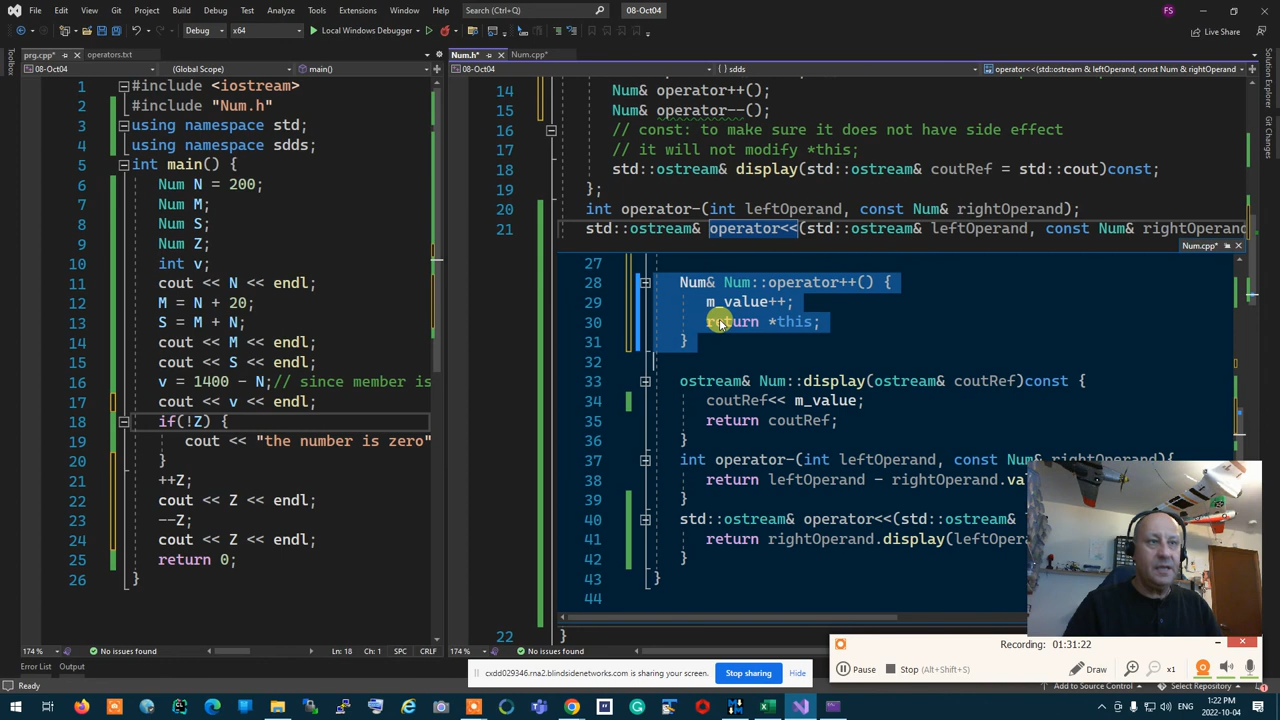 File Edit View Git Project Build Debug Test Analyze Tools Extensions Window Help Search (Ctrl+Q) 08-Oct04 FS
Debug x64 Local Windows Debugger Live Share
prg.cpp* operators.txt
08-Oct04 (Global Scope) main()
1 #include <iostream>
2 #include "Num.h"
3 using namespace std;
4 using namespace sdds;
5 int main() {
6 Num N = 200;
7 Num M;
8 Num S;
9 Num Z;
10 int v;
11 cout << N << endl;
12 M = N + 20;
13 S = M + N;
14 cout << M << endl;
15 cout << S << endl;
16 v = 1400 - N;// since member is
17 cout << v << endl;
18 if(!Z) {
19 cout << "the number is zero"
20 }
21 ++Z;
22 cout << Z << endl;
23 --Z;
24 cout << Z << endl;
25 return 0;
26 }
174 % No issues found Ln: 18 Ch: 1 SPC CRLF
Num.h* Num.cpp*
08-Oct04 sdds operator<<(std::ostream & leftOperand, const Num & rightOperand)
14 Num& operator++();
15 Num& operator--();
16 // const: to make sure it does not have side effect
17 // it will not modify *this;
18 std::ostream& display(std::ostream& coutRef = std::cout)const;
19 };
20 int operator-(int leftOperand, const Num& rightOperand);
21 std::ostream& operator<<(std::ostream& leftOperand, const Num& rightOperand
Num.cpp*
27
28 Num& Num::operator++() {
29 m_value++;
30 return *this;
31 }
32
33 ostream& Num::display(ostream& coutRef)const {
34 coutRef<< m_value;
35 return coutRef;
36 }
37 int operator-(int leftOperand, const Num& rightOperand){
38 return leftOperand - rightOperand.va
39 }
40 std::ostream& operator<<(std::ostream&
41 return rightOperand.display(leftOpera
42 }
43 }
44
22 }
174 % No issues found
Toolbox
Solution Explorer
Git Changes
Error List Output
Ready
cxdd029346.rna2.blindsidenetworks.com is sharing your screen. Stop sharing Hide
Recording: 01:31:22
Pause Stop (Alt+Shift+S) Draw x1
Add to Source Control Select Repository
1:22 PM
2022-10-04